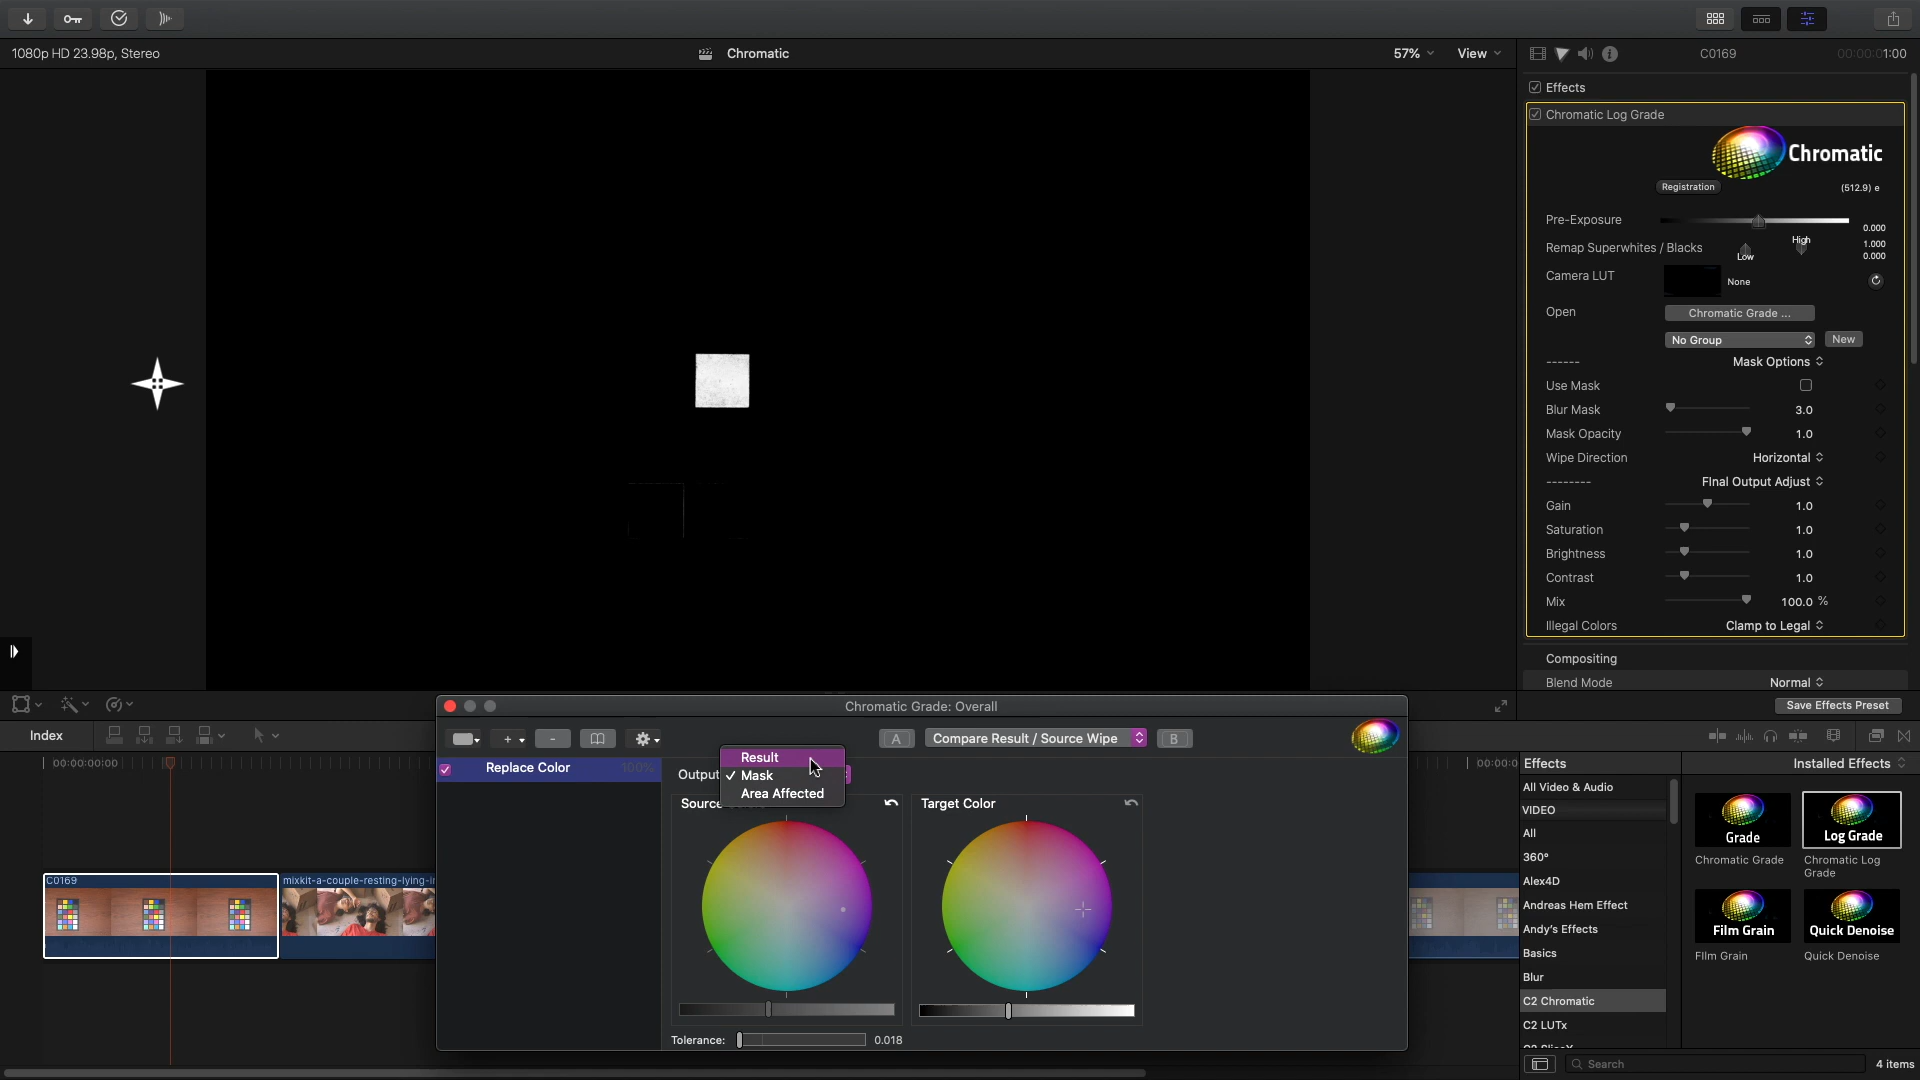 1080p HD 23.98p, Stereo
Chromatic
57%
View
C0169
00:00:01:00
Effects
Chromatic Log Grade
Chromatic
Registration
(512.9) e
Pre-Exposure
0.000
Remap Superwhites / Blacks
Low
High
1.000
0.000
Camera LUT
None
Open
Chromatic Grade ...
No Group
New
------
Mask Options
Use Mask
Blur Mask
3.0
Mask Opacity
1.0
Wipe Direction
Horizontal
--------
FInal Output Adjust
Gain
1.0
Saturation
1.0
Brightness
1.0
Contrast
1.0
Mix
100.0 %
Illegal Colors
Clamp to Legal
Compositing
Blend Mode
Normal
Save Effects Preset
Index
00:00:00:00
C0169
mixkit-a-couple-resting-lying-i
Chromatic Grade: Overall
+
-
A
Compare Result / Source Wipe
B
Replace Color
100%
Output
Result
✓ Mask
Area Affected
Source
Target Color
Tolerance:
0.018
00:00:0
Effects
Installed Effects
All Video & Audio
VIDEO
All
360°
Alex4D
Andreas Hem Effect
Andy's Effects
Basics
Blur
C2 Chromatic
C2 LUTx
Grade
Chromatic Grade
Log Grade
Chromatic Log
Grade
Film Grain
FIlm Grain
Quick Denoise
Quick Denoise
Search
4 items